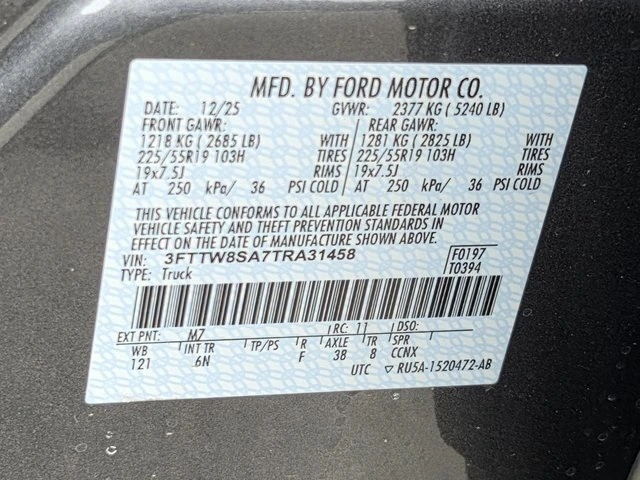 MFD. BY FORD MOTOR CO.
DATE: 12/25 GVWR: 2377 KG ( 5240 LB)
FRONT GAWR: REAR GAWR:
1218 KG ( 2685 LB) WITH 1281 KG ( 2825 LB) WITH
225/55R19 103H TIRES 225/55R19 103H TIRES
19x7.5J RIMS 19x7.5J RIMS
AT 250 kPa/ 36 PSI COLD AT 250 kPa/ 36 PSI COLD
THIS VEHICLE CONFORMS TO ALL APPLICABLE FEDERAL MOTOR
VEHICLE SAFETY AND THEFT PREVENTION STANDARDS IN
EFFECT ON THE DATE OF MANUFACTURE SHOWN ABOVE.
VIN: 3FTTW8SA7TRA31458 F0197
TYPE: Truck T0394
EXT PNT: M7 RC: 11 DSO:
WB INT TR TP/PS R AXLE TR SPR
121 6N F 38 8 CCNX
UTC ▽ RU5A-1520472-AB